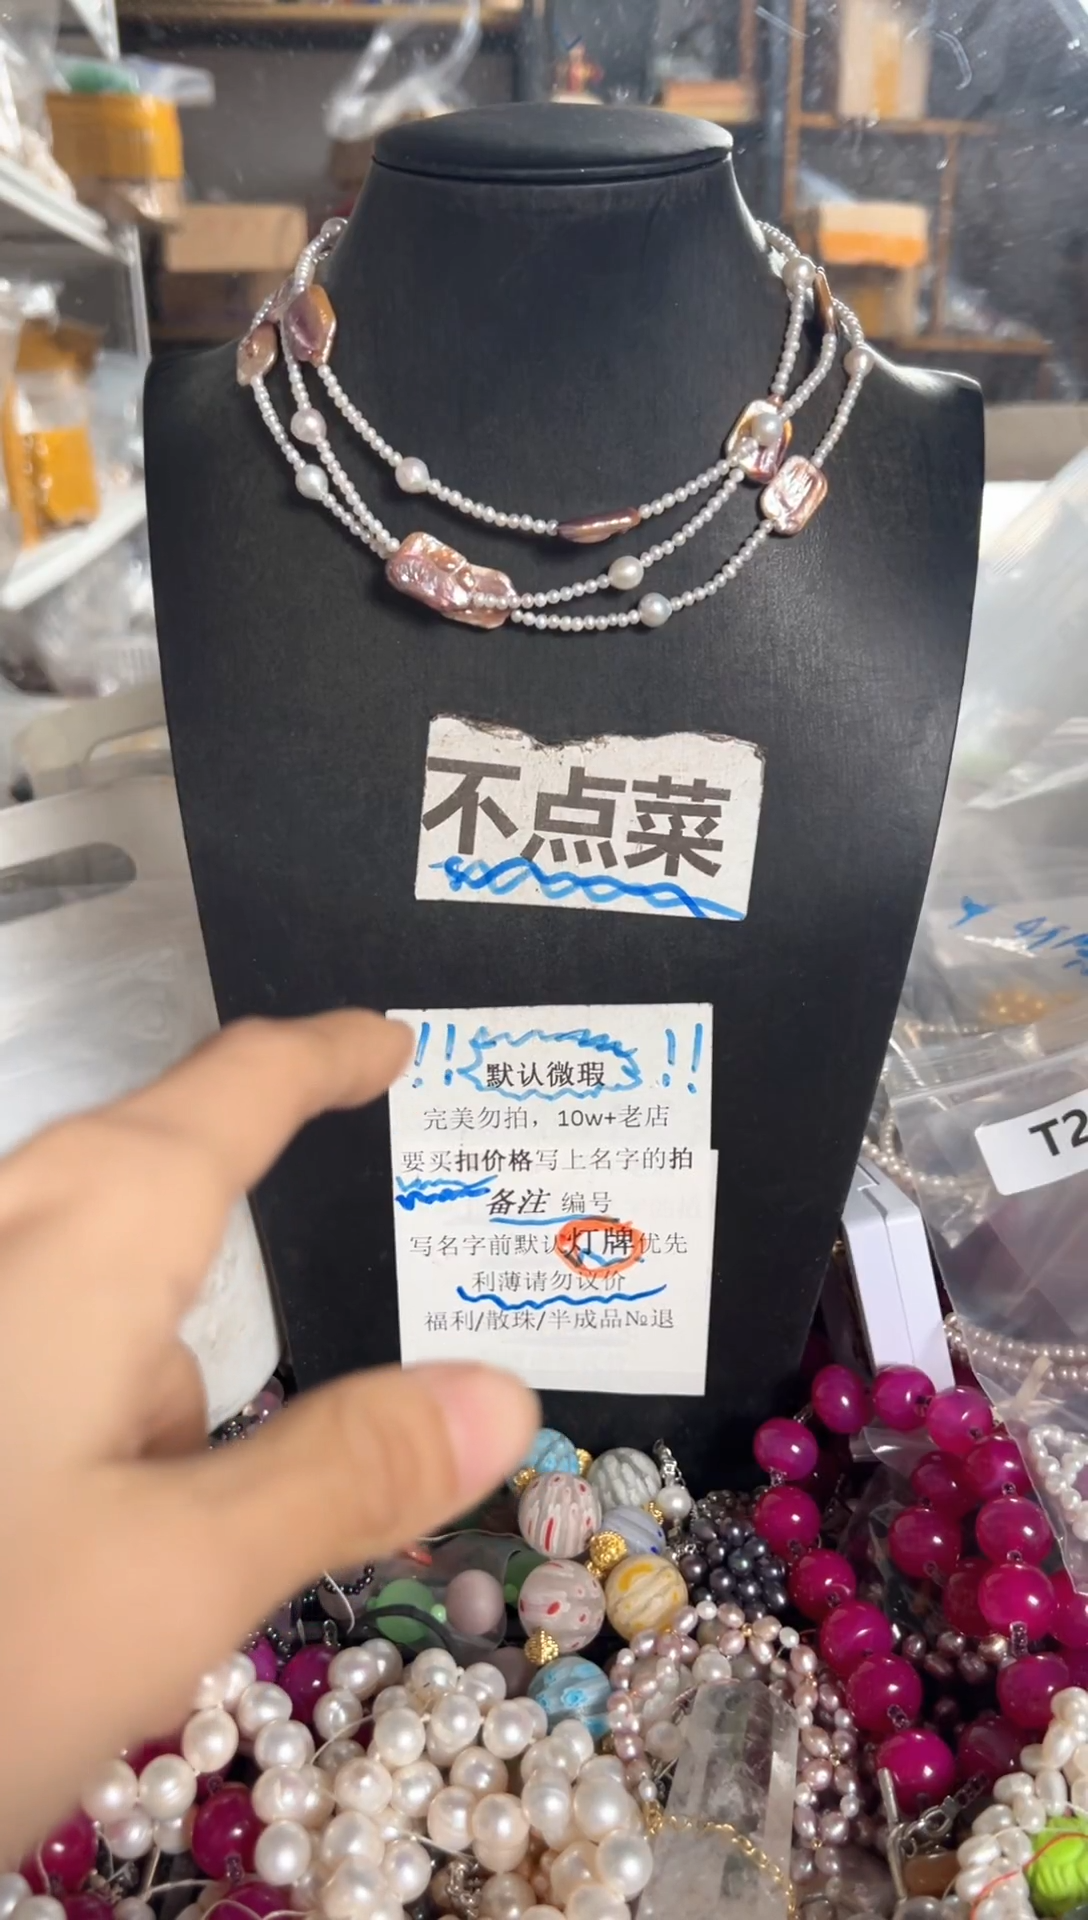 不点菜
!! 默认微瑕 !!
完美勿拍，10w+老店
要买扣价格写上名字的拍
备注 编号
写名字前默认灯牌优先
利薄请勿议价
福利/散珠/半成品№退
T2